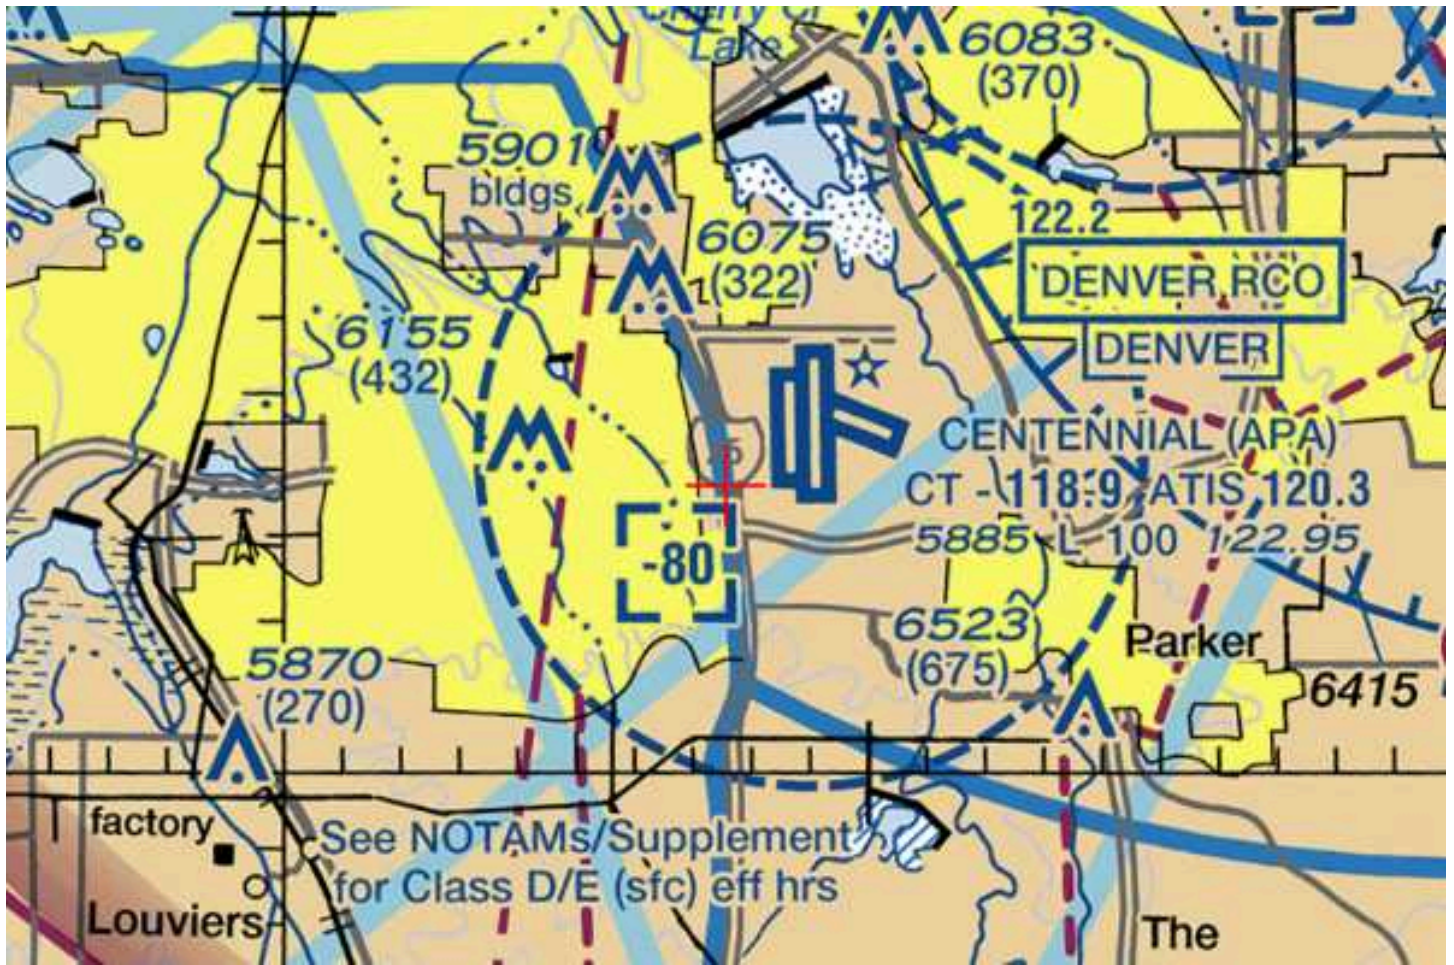 Cherry Cr
Lake
6083
(370)
5901
bldgs
122.2
6075
(322)
DENVER RCO
6155
(432)
DENVER
CENTENNIAL (APA)
CT - 118.9 ATIS 120.3
5885 L 100 122.95
-80
6523
(675)
Parker
5870
(270)
6415
factory
See NOTAMs/Supplement
for Class D/E (sfc) eff hrs
Louviers
The